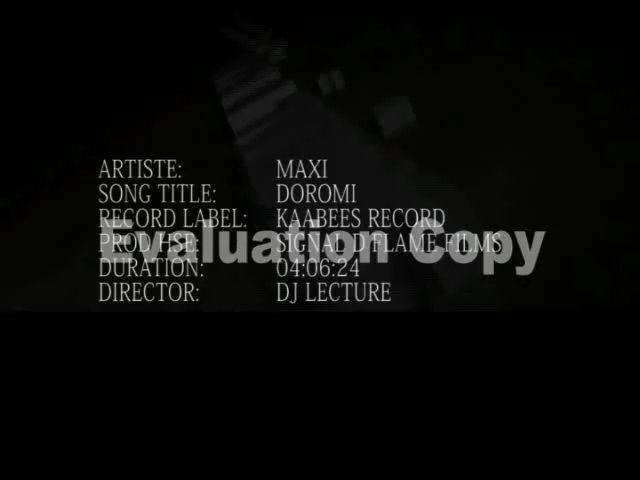 ARTISTE: MAXI
SONG TITLE: DOROMI
RECORD LABEL: KAABEES RECORD
PROD HSE: SIGNAL D FLAME FILMS
Evaluation Copy
DURATION: 04:06:24
DIRECTOR: DJ LECTURE